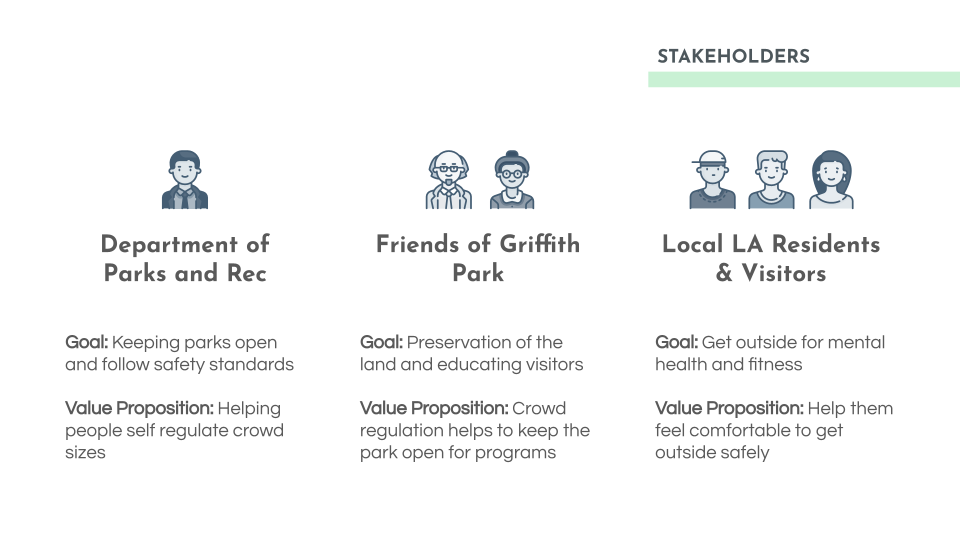 STAKEHOLDERS
Department of
Parks and Rec
Goal: Keeping parks open
and follow safety standards
Value Proposition: Helping
people self regulate crowd
sizes
Friends of Griffith
Park
Goal: Preservation of the
land and educating visitors
Value Proposition: Crowd
regulation helps to keep the
park open for programs
Local LA Residents
& Visitors
Goal: Get outside for mental
health and fitness
Value Proposition: Help them
feel comfortable to get
outside safely